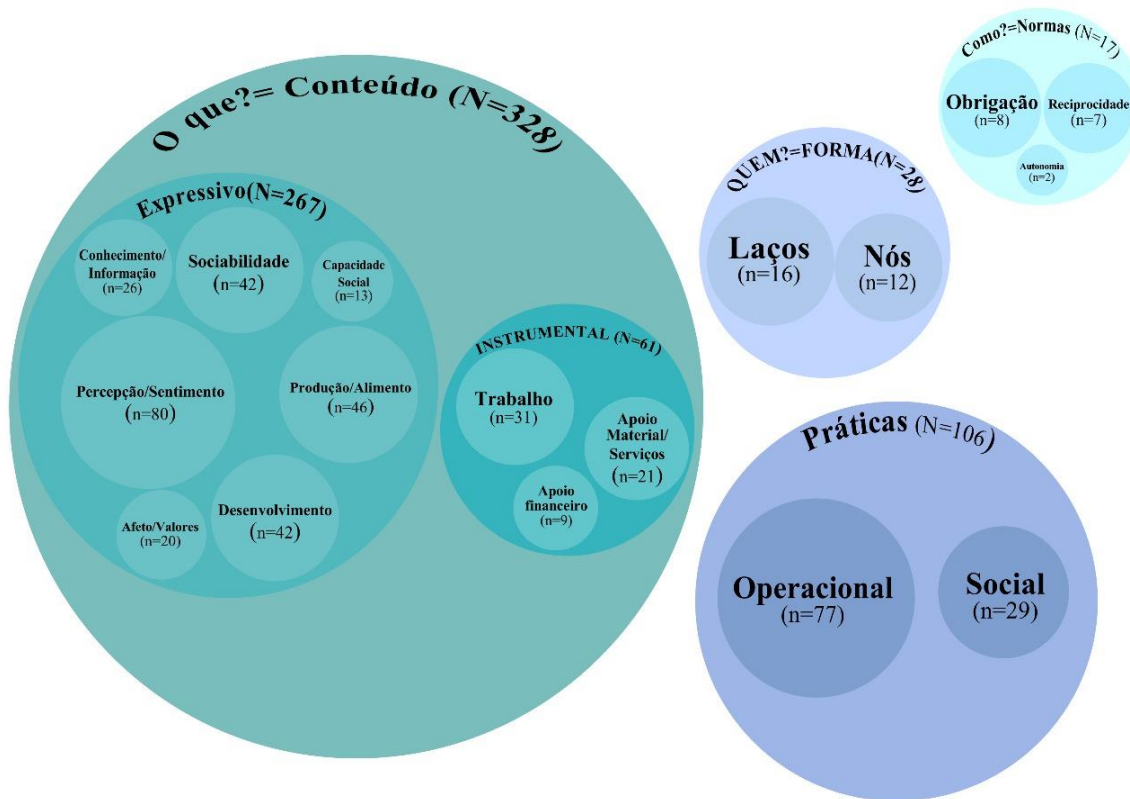 O que?= Conteúdo (N=328)
Expressivo(N=267)
Conhecimento/
Informação
(n=26)
Sociabilidade
(n=42)
Capacidade
Social
(n=13)
Percepção/Sentimento
(n=80)
Produção/Alimento
(n=46)
Afeto/Valores
(n=20)
Desenvolvimento
(n=42)
INSTRUMENTAL (N=61)
Trabalho
(n=31)
Apoio
Material/
Serviços
(n=21)
Apoio
financeiro
(n=9)
QUEM?=FORMA(N=28)
Laços
(n=16)
Nós
(n=12)
Como?=Normas (N=17)
Obrigação
(n=8)
Reciprocidade
(n=7)
Autonomia
(n=2)
Práticas (N=106)
Operacional
(n=77)
Social
(n=29)